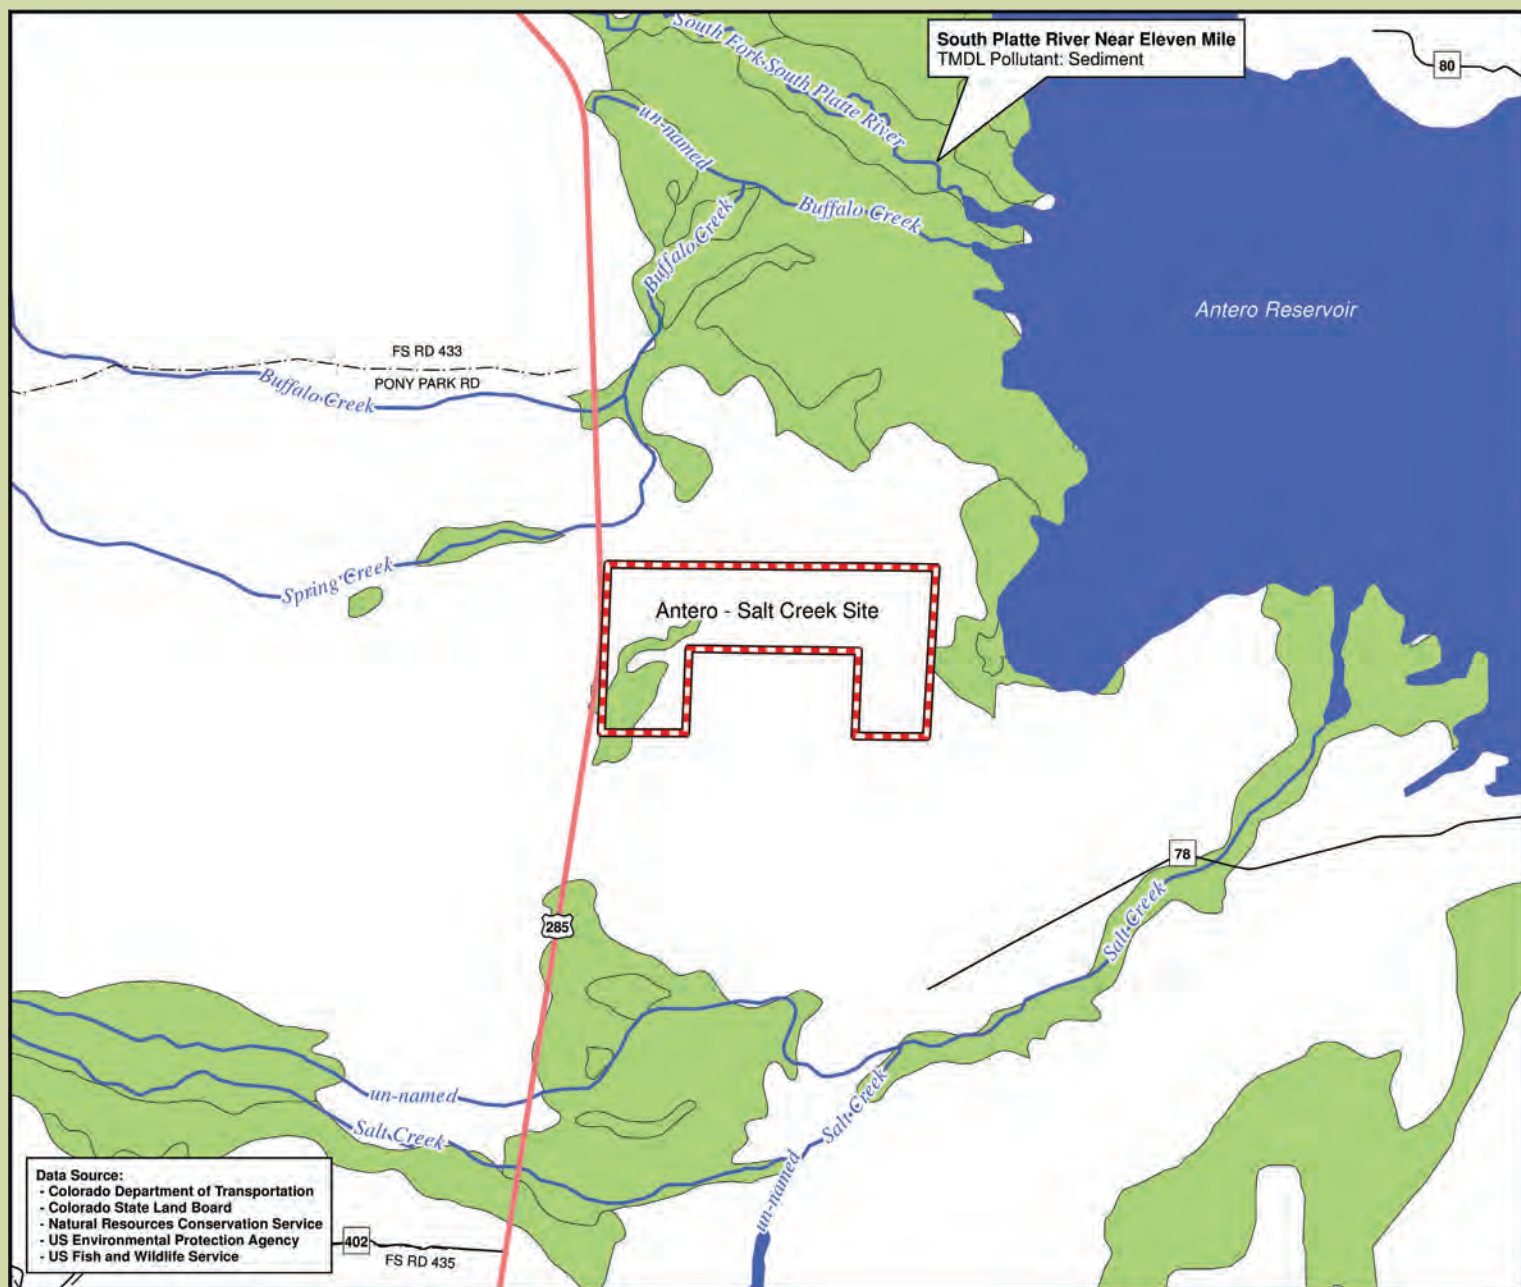 South Fork South Platte River
South Platte River Near Eleven Mile
TMDL Pollutant: Sediment
80
un-named
Buffalo Creek
Buffalo Creek
Antero Reservoir
FS RD 433
PONY PARK RD
Buffalo Creek
Spring Creek
Antero - Salt Creek Site
78
Salt Creek
285
un-named
Salt Creek
Salt Creek
un-named
Data Source:
- Colorado Department of Transportation
- Colorado State Land Board
- Natural Resources Conservation Service
- US Environmental Protection Agency
- US Fish and Wildlife Service
402
FS RD 435